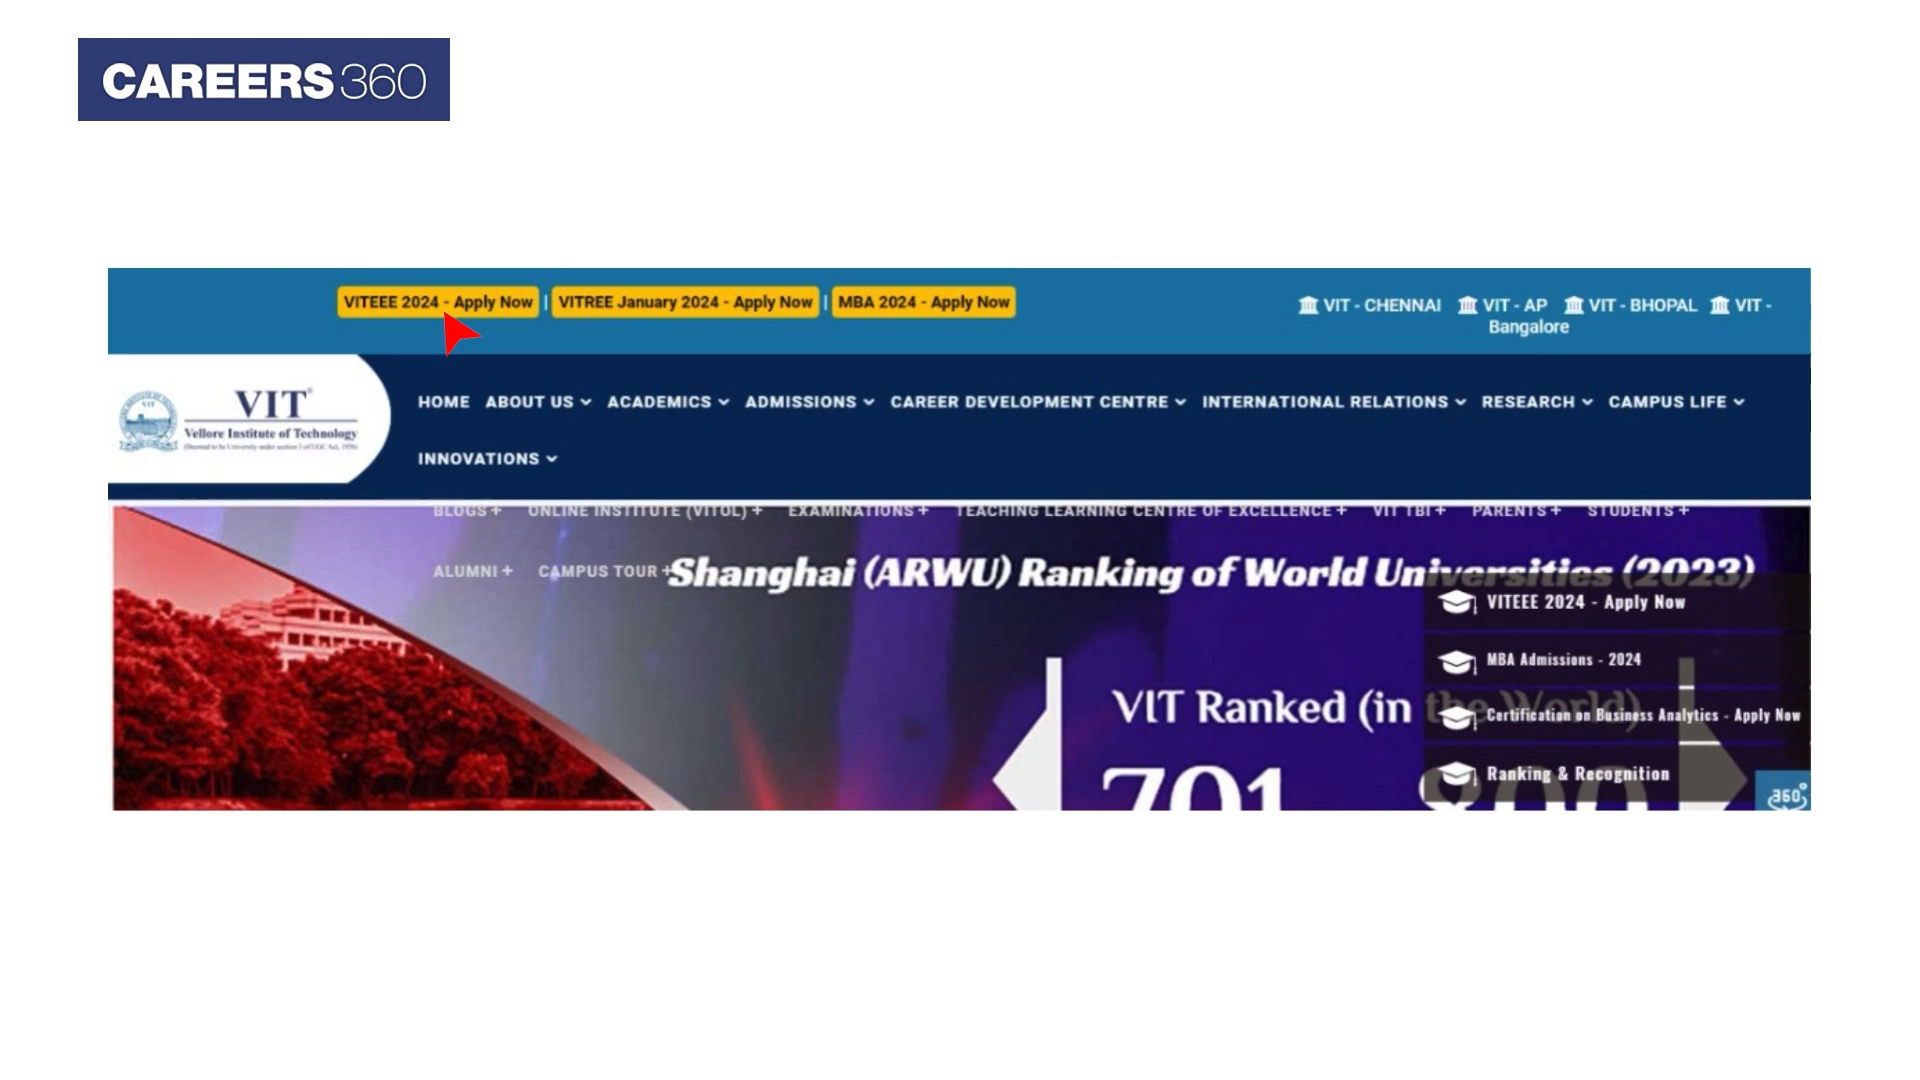 CAREERS360
VITEEE 2024 - Apply Now | VITREE January 2024 - Apply Now | MBA 2024 - Apply Now
VIT - CHENNAI VIT - AP VIT - BHOPAL VIT -
Bangalore
VIT®
Vellore Institute of Technology
(Deemed to be University under section 3 of UGC Act, 1956)
HOME ABOUT US ACADEMICS ADMISSIONS CAREER DEVELOPMENT CENTRE INTERNATIONAL RELATIONS RESEARCH CAMPUS LIFE
INNOVATIONS
BLOGS + ONLINE INSTITUTE (VITOL) + EXAMINATIONS + TEACHING LEARNING CENTRE OF EXCELLENCE + VIT TBI + PARENTS + STUDENTS +
ALUMNI + CAMPUS TOUR +
Shanghai (ARWU) Ranking of World Universities (2023)
VITEEE 2024 - Apply Now
MBA Admissions - 2024
VIT Ranked (in the World)
Certification on Business Analytics - Apply Now
701 800
Ranking & Recognition
360°